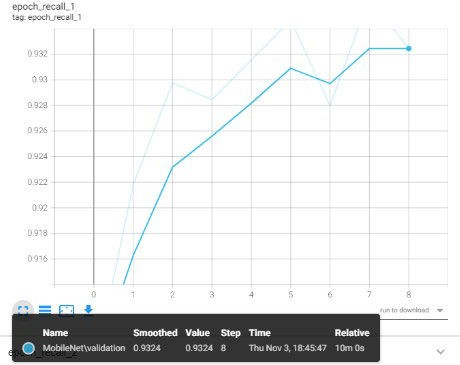 epoch_recall_1
tag: epoch_recall_1
0.932
0.93
0.928
0.926
0.924
0.922
0.92
0.918
0.916
0 1 2 3 4 5 6 7 8
run to download
Name Smoothed Value Step Time Relative
MobileNet\validation 0.9324 0.9324 8 Thu Nov 3, 18:45:47 10m 0s
epoch_recall_2